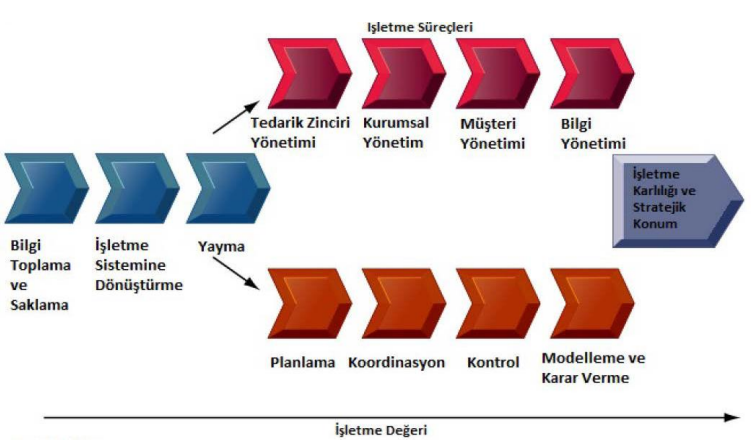 Işletme Süreçleri
Tedarik Zinciri
Yönetimi
Kurumsal
Yönetim
Müşteri
Yönetimi
Bilgi
Yönetimi
Bilgi
Toplama
ve
Saklama
İşletme
Sistemine
Dönüştürme
Yayma
İşletme
Karlılığı ve
Stratejik
Konum
Planlama
Koordinasyon
Kontrol
Modelleme ve
Karar Verme
İşletme Değeri